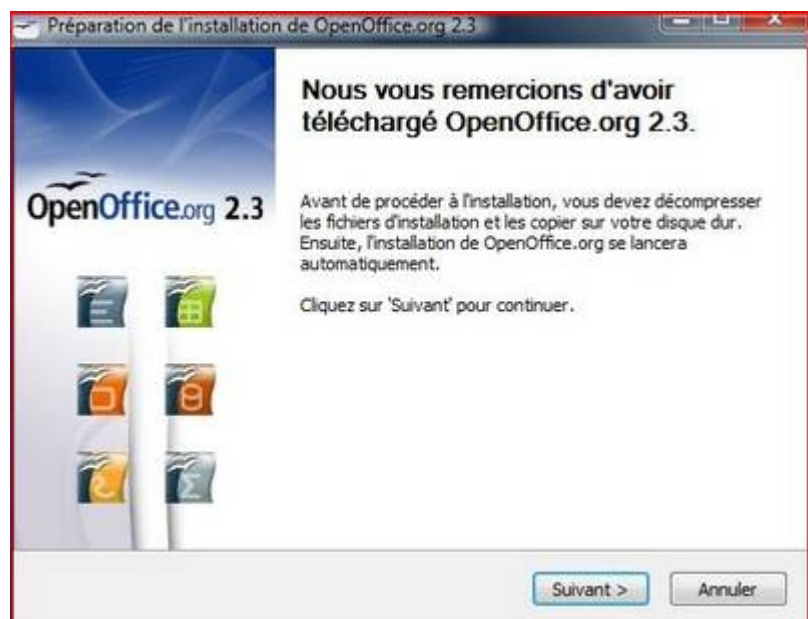 Préparation de l'installation de OpenOffice.org 2.3
Nous vous remercions d'avoir
téléchargé OpenOffice.org 2.3.
OpenOffice.org 2.3
Avant de procéder à l'installation, vous devez décompresser
les fichiers d'installation et les copier sur votre disque dur.
Ensuite, l'installation de OpenOffice.org se lancera
automatiquement.
Cliquez sur 'Suivant' pour continuer.
Suivant >
Annuler